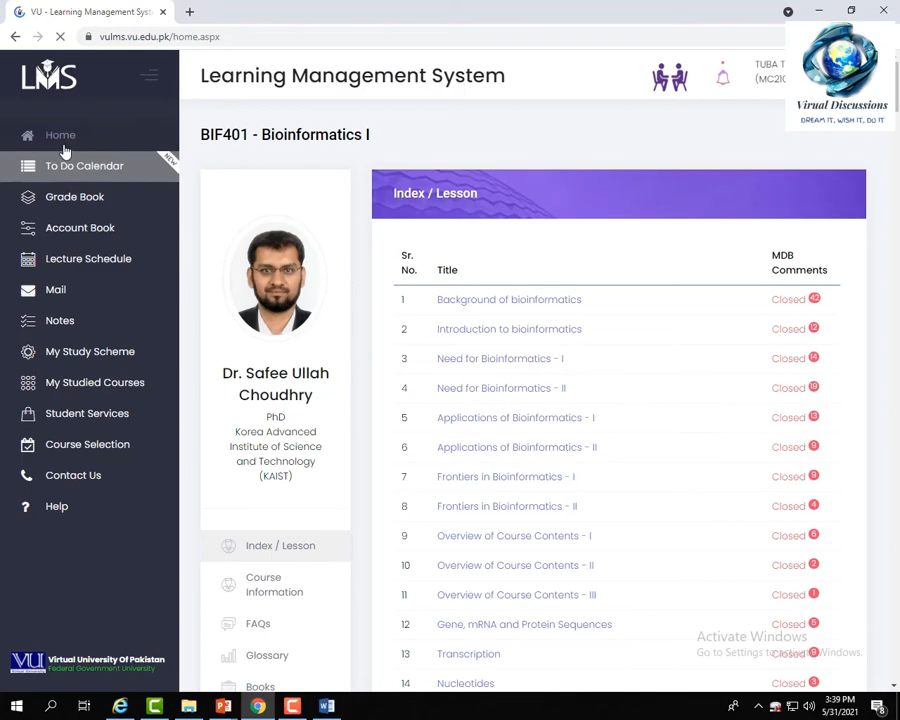 VU - Learning Management Syst
vulms.vu.edu.pk/home.aspx
LMS
Learning Management System
TUBA T
(MC210
Virual Discussions
DREAM IT, WISH IT, DO IT
Home
To Do Calendar
NEW
Grade Book
Account Book
Lecture Schedule
Mail
Notes
My Study Scheme
My Studied Courses
Student Services
Course Selection
Contact Us
Help
Virtual University Of Pakistan
Federal Government University
VU
BIF401 - Bioinformatics I
Dr. Safee Ullah
Choudhry
PhD
Korea Advanced
Institute of Science
and Technology
(KAIST)
Index / Lesson
Course
Information
FAQs
Glossary
Books
Index / Lesson
Sr.
No. Title MDB
Comments
1 Background of bioinformatics Closed 42
2 Introduction to bioinformatics Closed 12
3 Need for Bioinformatics - I Closed 14
4 Need for Bioinformatics - II Closed 19
5 Applications of Bioinformatics - I Closed 13
6 Applications of Bioinformatics - II Closed 9
7 Frontiers in Bioinformatics - I Closed 9
8 Frontiers in Bioinformatics - II Closed 4
9 Overview of Course Contents - I Closed 6
10 Overview of Course Contents - II Closed 2
11 Overview of Course Contents - III Closed 1
12 Gene, mRNA and Protein Sequences Closed 5
13 Transcription Closed 9
14 Nucleotides Closed 3
Activate Windows
Go to Settings to activate Windows.
3:39 PM
5/31/2021
8